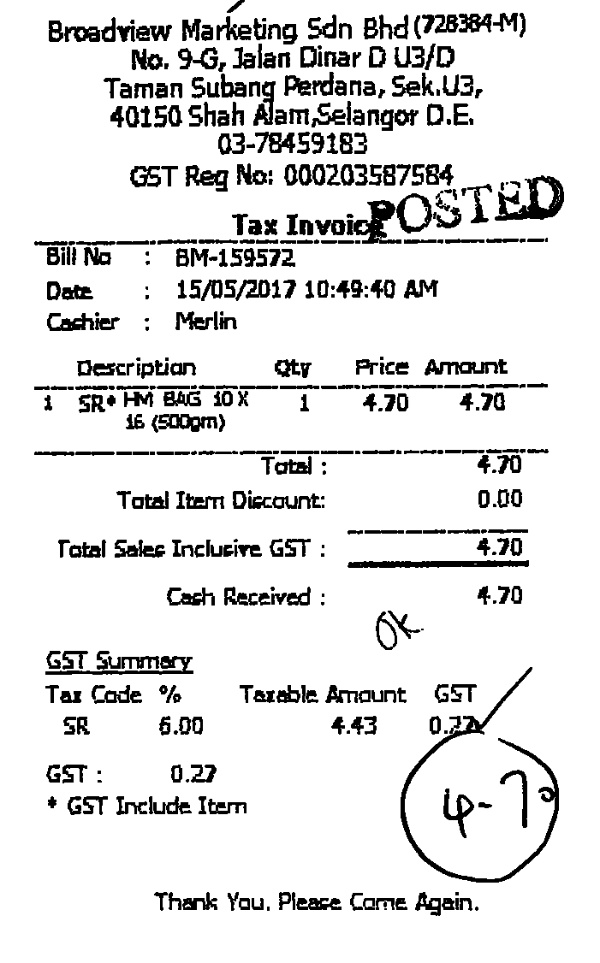 Broadview Marketing Sdn Bhd (728384-M)
No. 9-G, Jalan Dinar D U3/D
Taman Subang Perdana, Sek.U3,
40150 Shah Alam,Selangor D.E.
03-78459183
GST Reg No: 000203587584
POSTED
Tax Invoice
Bill No : BM-159572
Date : 15/05/2017 10:49:40 AM
Cashier : Merlin
Description Qty Price Amount
1 SR* HM BAG 10 X 1 4.70 4.70
16 (500gm)
Total : 4.70
Total Item Discount: 0.00
Total Sales Inclusive GST : 4.70
Cash Received : 4.70
OK
GST Summary
Tax Code % Taxable Amount GST
SR 6.00 4.43 0.27
GST : 0.27
* GST Include Item
4-70
Thank You. Please Come Again.